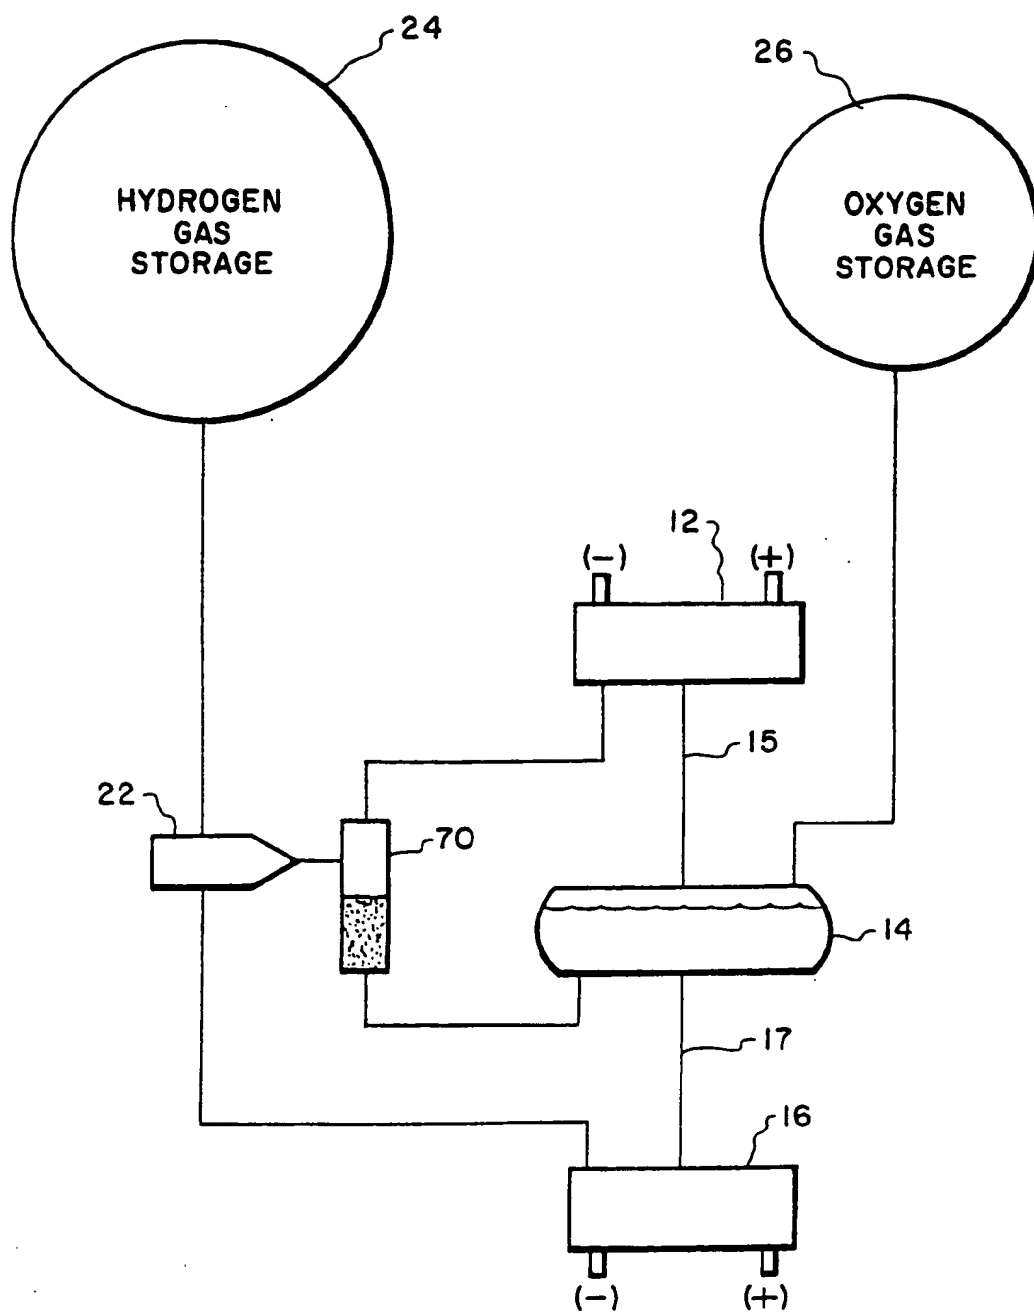 24
26
HYDROGEN
GAS
STORAGE
OXYGEN
GAS
STORAGE
12
(-)
(+)
15
22
70
14
17
16
(-)
(+)